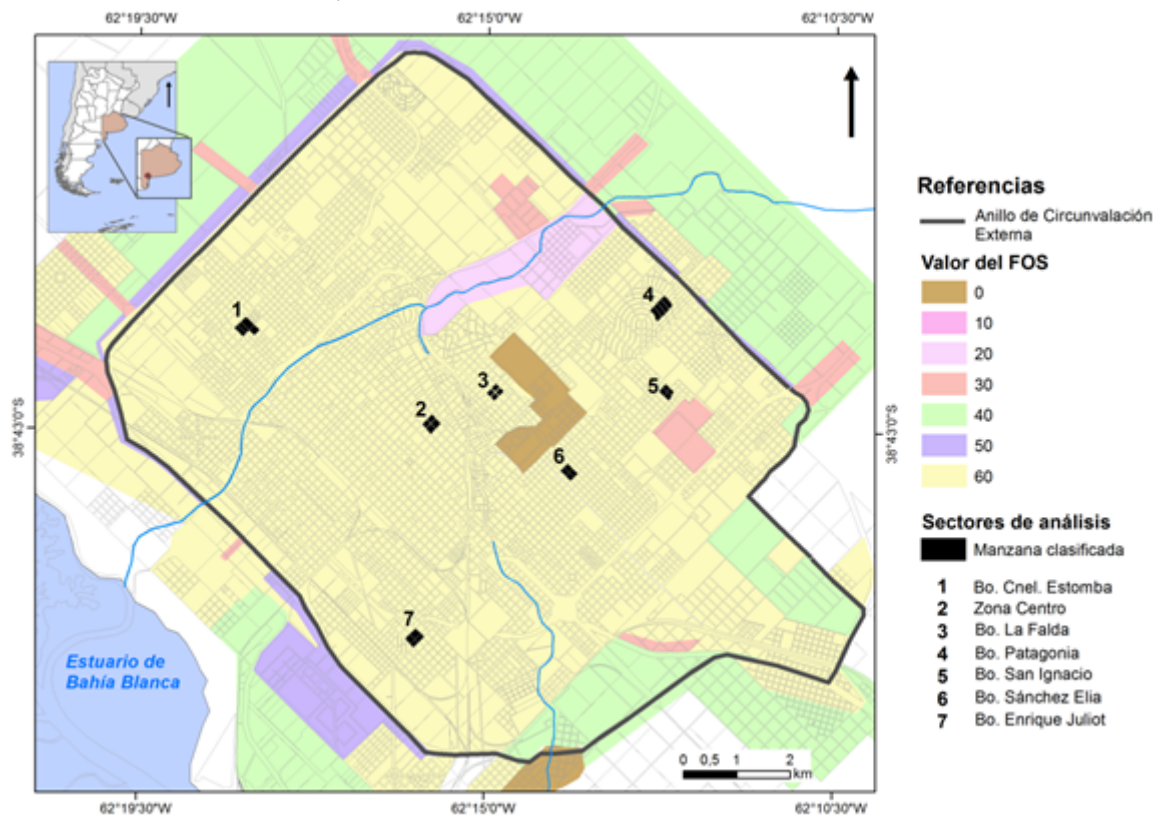 62°19'30"W
62°15'0"W
62°10'30"W
38°43'0"S
38°43'0"S
1
2
3
4
5
6
7
Estuario de
Bahía Blanca
0 0,5 1 2
km
62°19'30"W
62°15'0"W
62°10'30"W
Referencias
Anillo de Circunvalación
Externa
Valor del FOS
0
10
20
30
40
50
60
Sectores de análisis
Manzana clasificada
1 Bo. Cnel. Estomba
2 Zona Centro
3 Bo. La Falda
4 Bo. Patagonia
5 Bo. San Ignacio
6 Bo. Sánchez Elia
7 Bo. Enrique Juliot